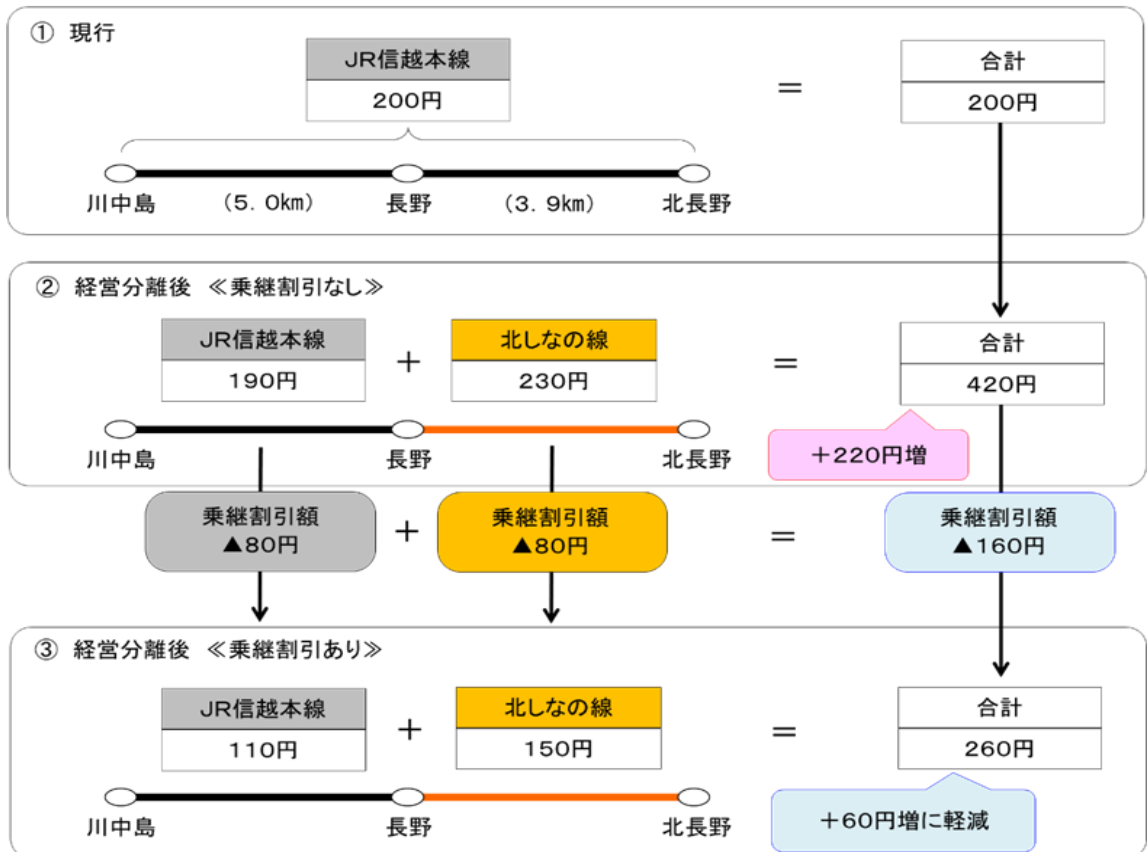 ① 現行
JR信越本線
200円
=
合計
200円
川中島
(5.0km)
長野
(3.9km)
北長野
② 経営分離後 ≪乗継割引なし≫
JR信越本線
190円
+
北しなの線
230円
=
合計
420円
川中島
長野
北長野
+220円増
乗継割引額
▲80円
+
乗継割引額
▲80円
=
乗継割引額
▲160円
③ 経営分離後 ≪乗継割引あり≫
JR信越本線
110円
+
北しなの線
150円
=
合計
260円
川中島
長野
北長野
+60円増に軽減